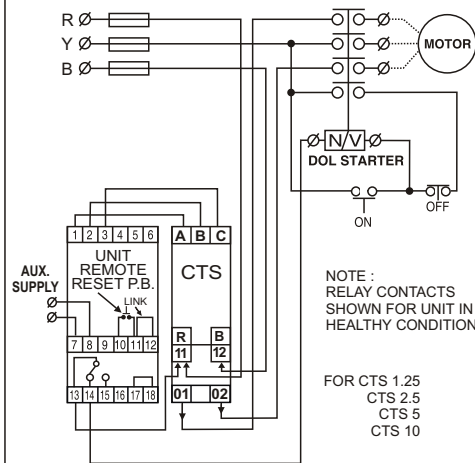 R
Y
B
MOTOR
N/V
DOL STARTER
ON
OFF
1 2 3 4 5 6
UNIT
REMOTE
RESET P.B.
LINK
AUX.
SUPPLY
7 8 9 10 11 12
13 14 15 16 17 18
A B C
CTS
R B
11 12
01 02
NOTE :
RELAY CONTACTS
SHOWN FOR UNIT IN
HEALTHY CONDITION
FOR CTS 1.25
CTS 2.5
CTS 5
CTS 10